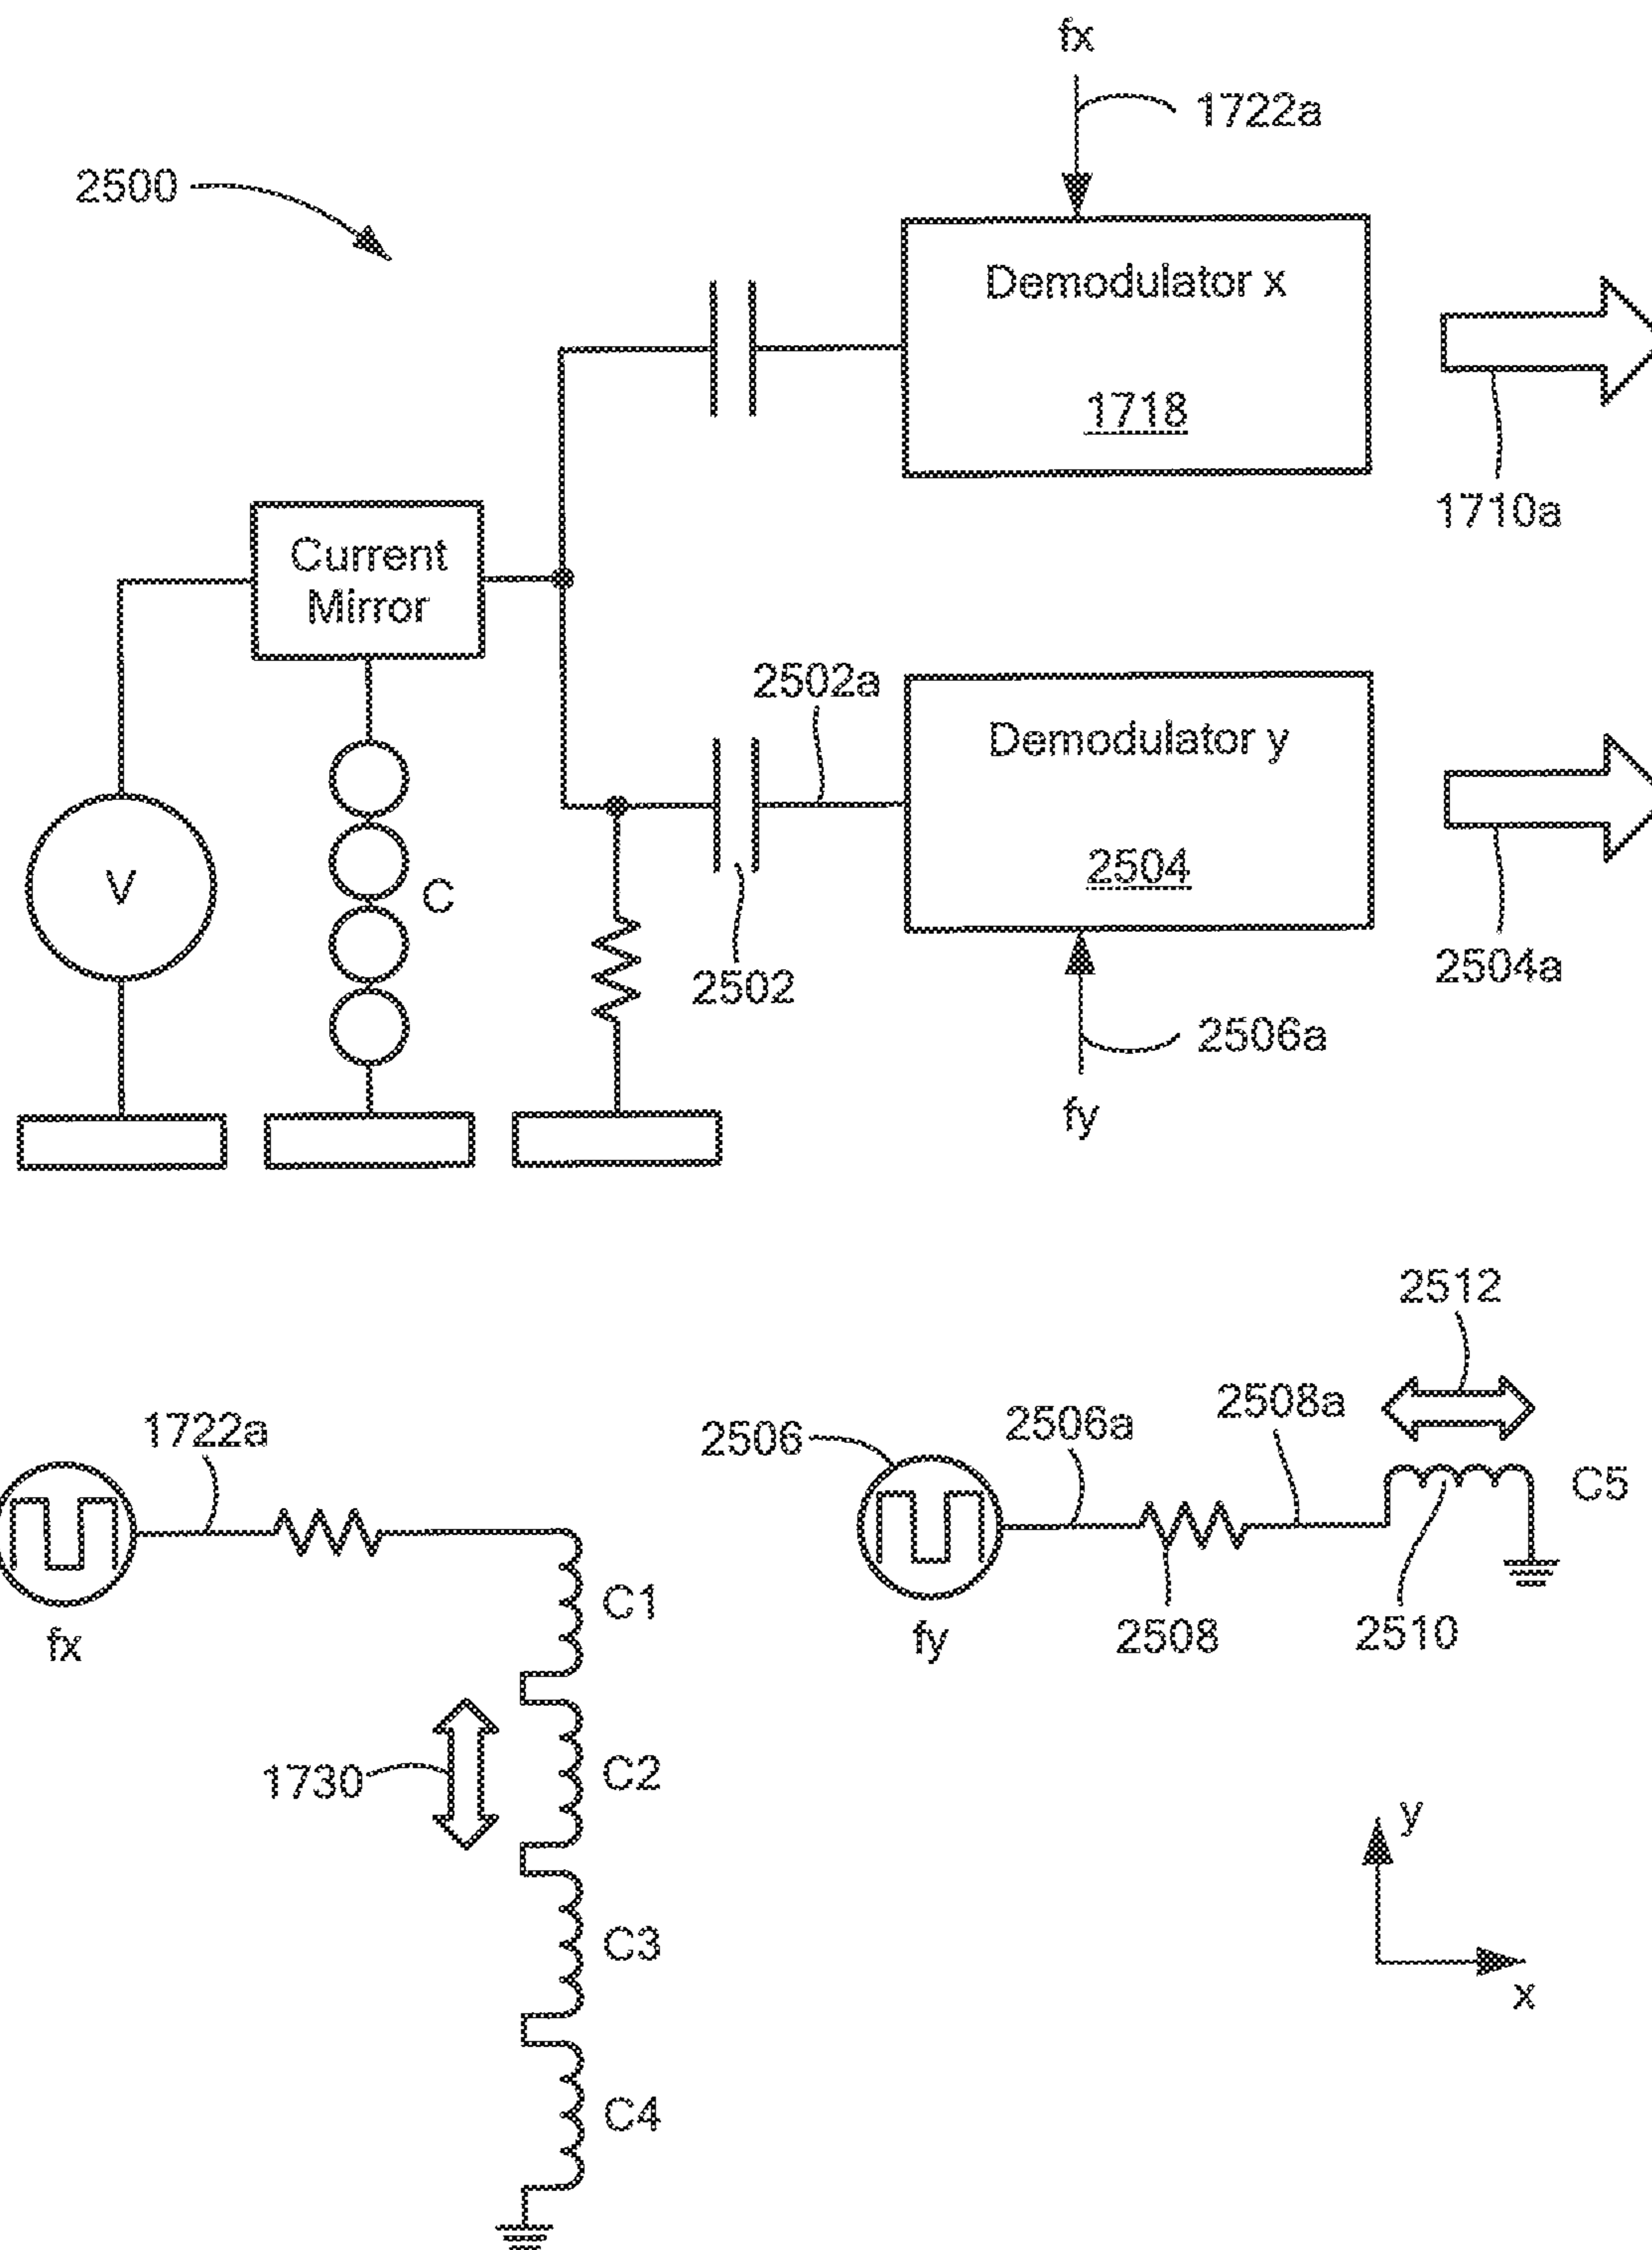 fx
1722a
2500
Demodulator x
1718
1710a
Current
Mirror
2502a
Demodulator y
2504
V
C
2502
2504a
2506a
fy
2512
1722a
2506
2506a
2508a
C5
fx
C1
fy
2508
2510
1730
C2
y
C3
x
C4